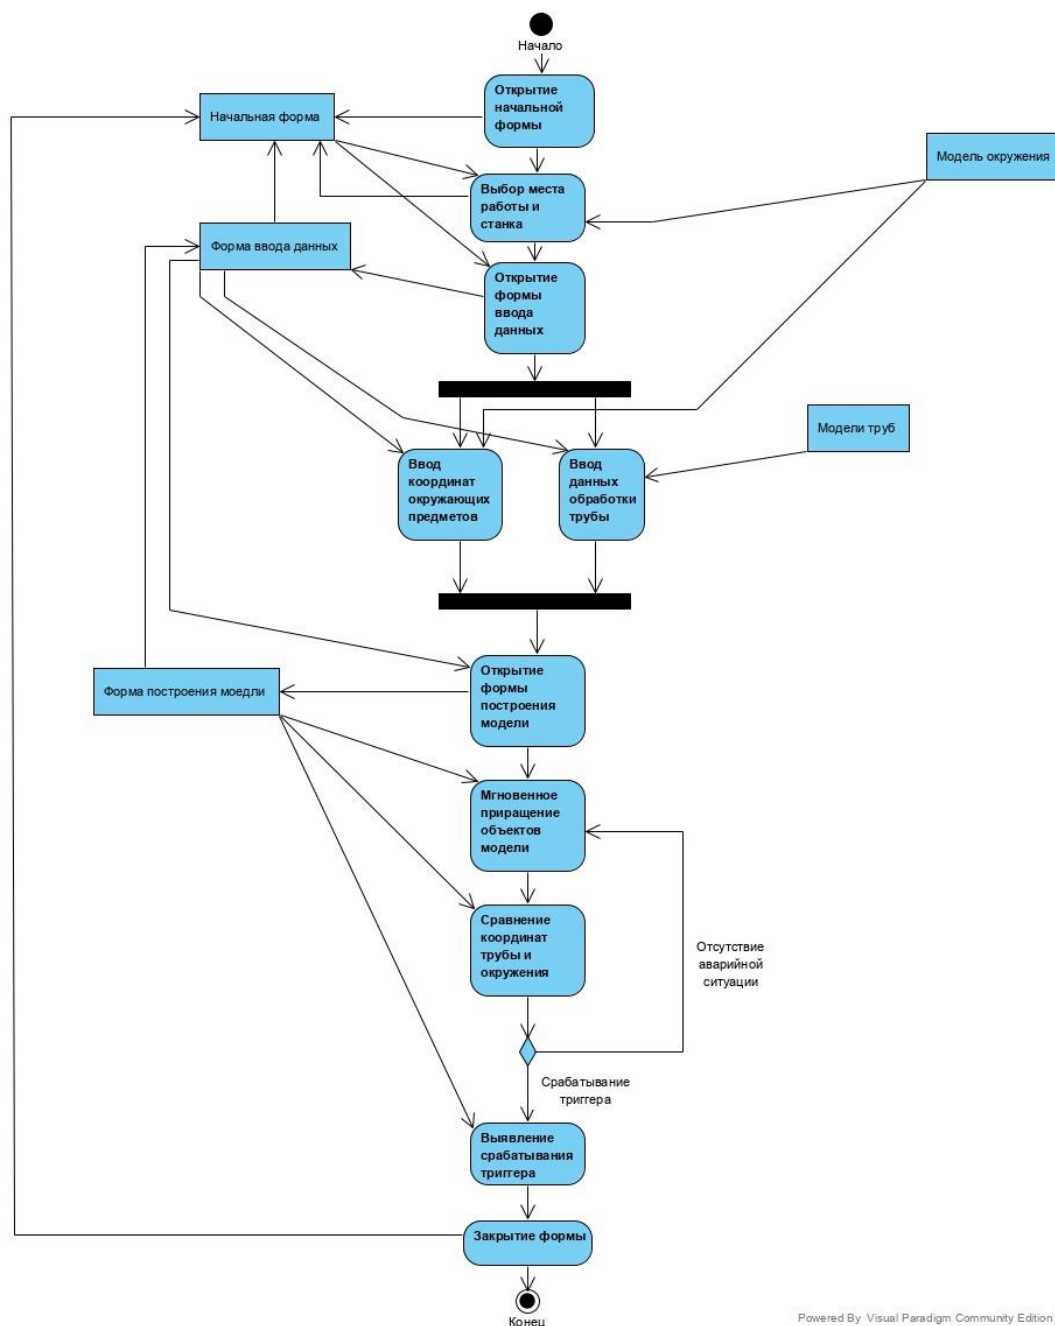 Начало
Открытие
начальной
формы
Начальная форма
Модель окружения
Выбор места
работы и
станка
Форма ввода данных
Открытие
формы
ввода
данных
Модели труб
Ввод
координат
окружающих
предметов
Ввод
данных
обработки
трубы
Открытие
формы
построения
модели
Форма построения моедли
Мгновенное
приращение
объектов
модели
Сравнение
координат
трубы и
окружения
Отсутствие
аварийной
ситуации
Срабатывание
триггера
Выявление
срабатывания
триггера
Закрытие формы
Конец
Powered By Visual Paradigm Community Edition